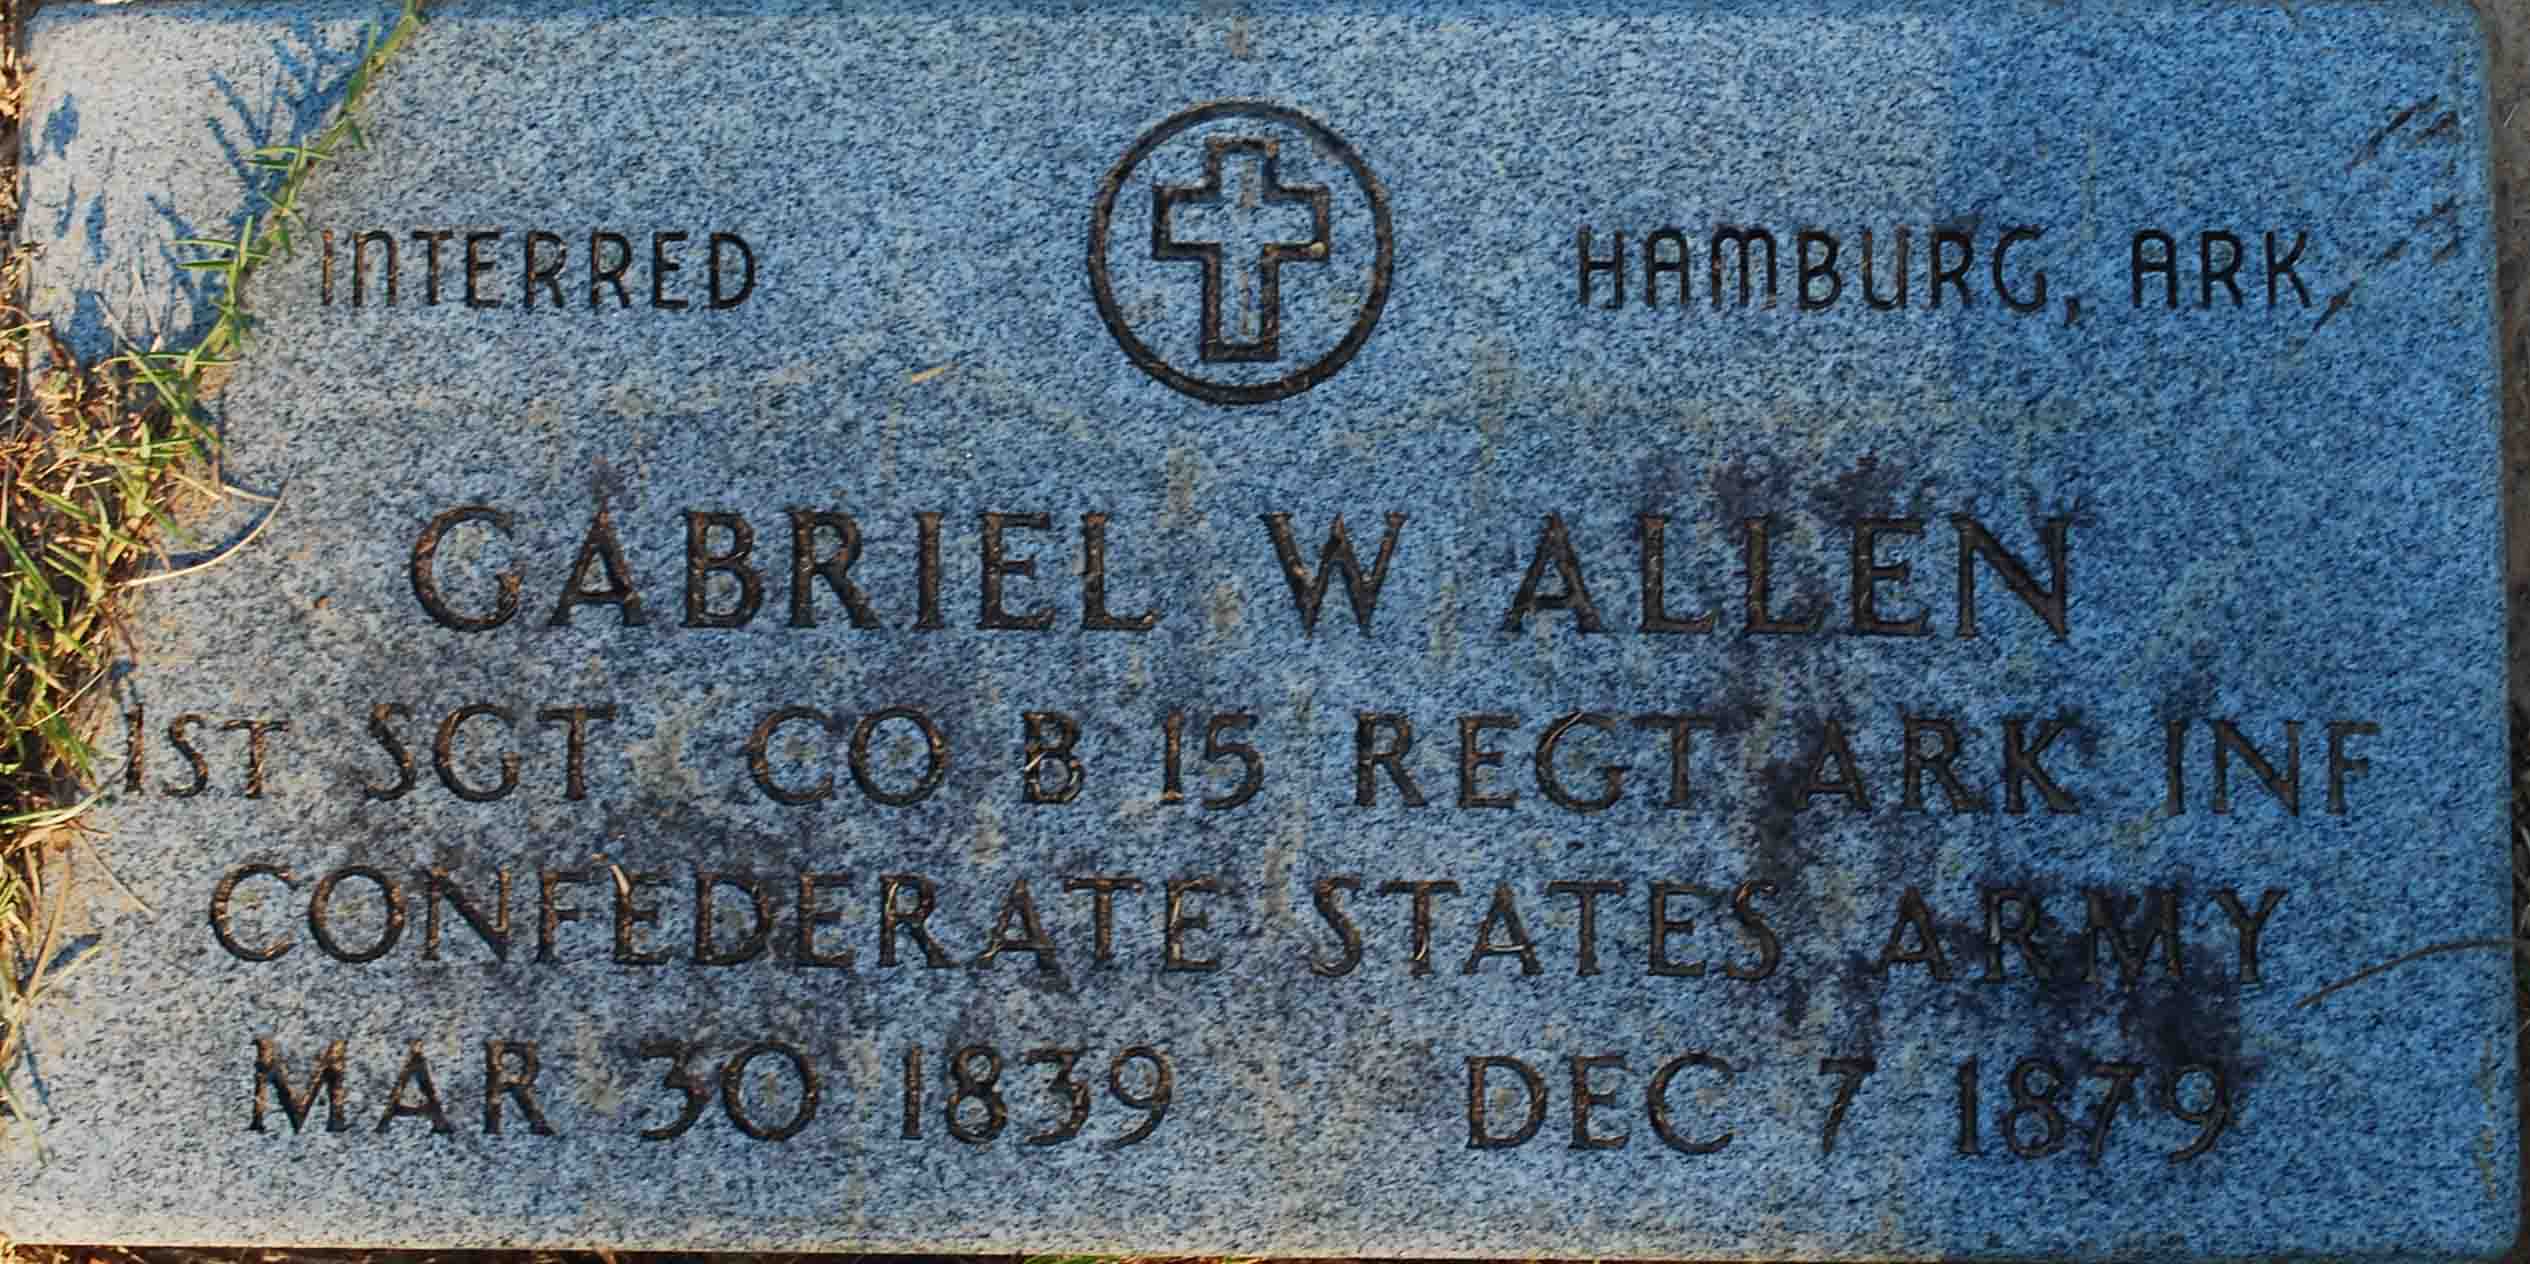 INTERRED HAMBURG, ARK
GABRIEL W ALLEN
1ST SGT CO B 15 REGT ARK INF
CONFEDERATE STATES ARMY
MAR 30 1839 DEC 7 1879